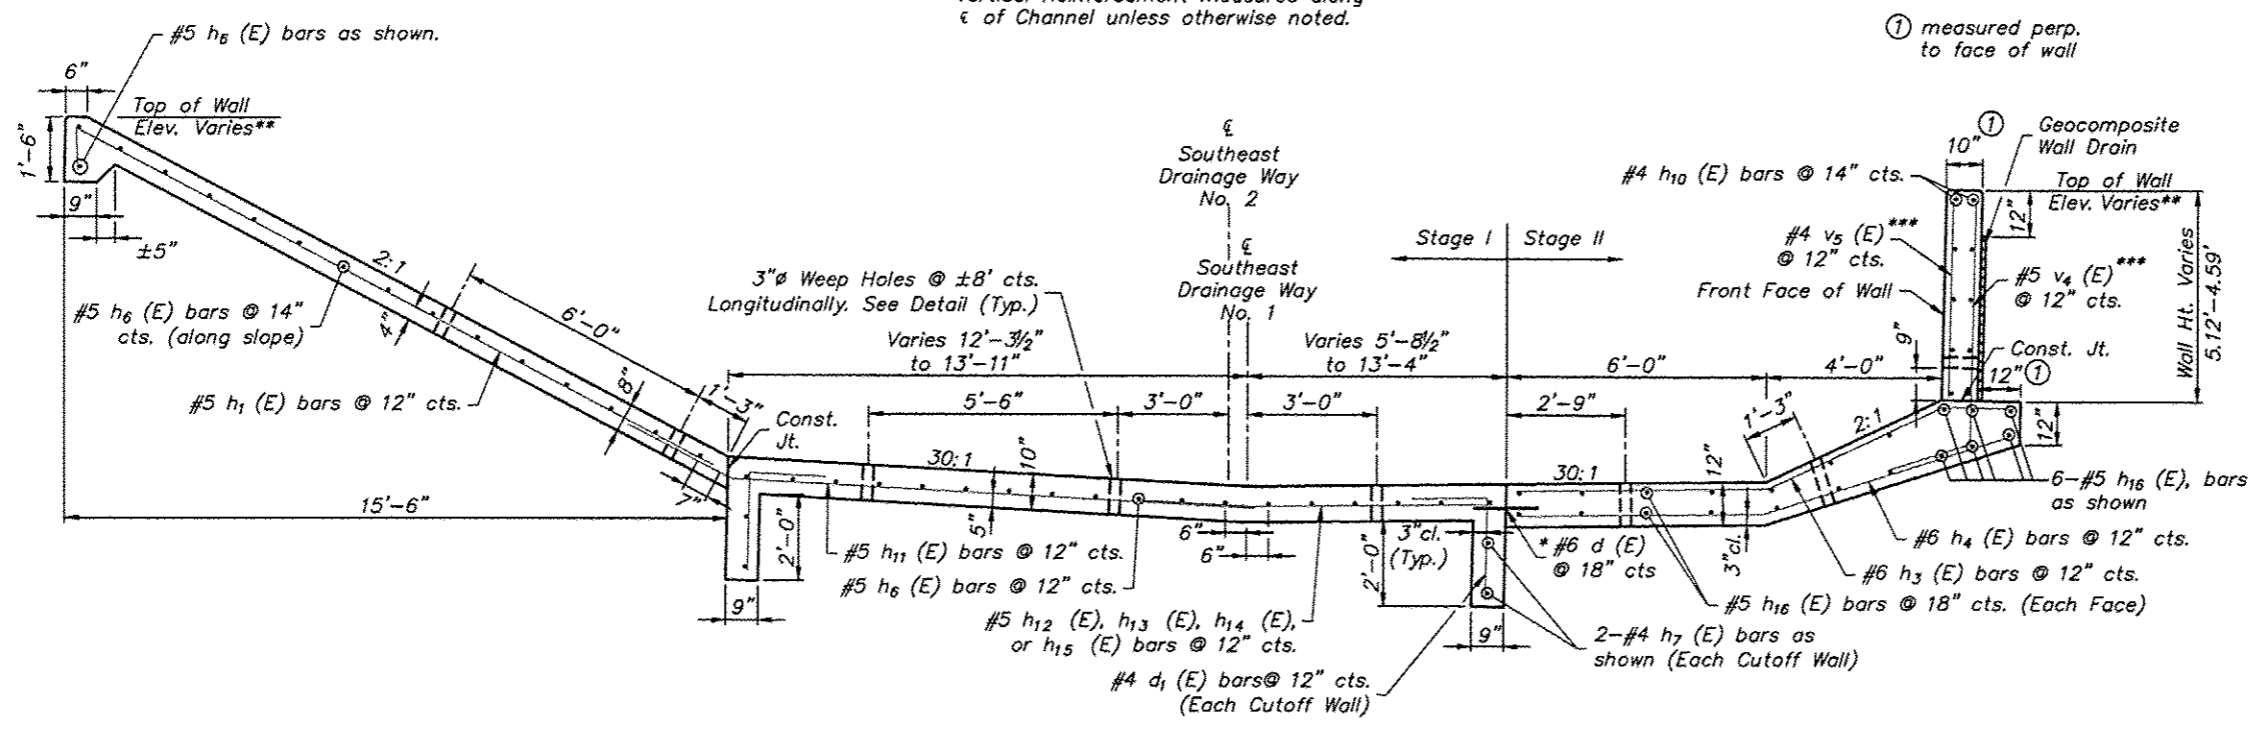 ℄ of Channel unless otherwise noted.
① measured perp.
to face of wall
#5 h6 (E) bars as shown.
6"
Top of Wall
Elev. Varies**
1'-6"
9"
±5"
2:1
#5 h6 (E) bars @ 14"
cts. (along slope)
4"
6'-0"
8"
1'-3"
#5 h1 (E) bars @ 12" cts.
7"
15'-6"
Const.
Jt.
3"ø Weep Holes @ ±8' cts.
Longitudinally. See Detail (Typ.)
℄
Southeast
Drainage Way
No. 2
℄
Southeast
Drainage Way
No. 1
Stage I
Stage II
Varies 12'-3½"
to 13'-11"
Varies 5'-8½"
to 13'-4"
6'-0"
4'-0"
5'-6"
3'-0"
3'-0"
2'-9"
30:1
10"
30:1
12"
1'-3"
2:1
5"
6"
6"
2'-0"
9"
#5 h11 (E) bars @ 12" cts.
#5 h6 (E) bars @ 12" cts.
#5 h12 (E), h13 (E), h14 (E),
or h15 (E) bars @ 12" cts.
#4 d1 (E) bars@ 12" cts.
(Each Cutoff Wall)
2'-0"
3"cl.
(Typ.)
9"
* #6 d (E)
@ 18" cts
3"cl.
2-#4 h7 (E) bars as
shown (Each Cutoff Wall)
#5 h16 (E) bars @ 18" cts. (Each Face)
#6 h3 (E) bars @ 12" cts.
#6 h4 (E) bars @ 12" cts.
6-#5 h16 (E), bars
as shown
10" ①
Geocomposite
Wall Drain
#4 h10 (E) bars @ 14" cts.
Top of Wall
Elev. Varies**
12"
#4 v5 (E)***
@ 12" cts.
#5 v4 (E)***
@ 12" cts.
Front Face of Wall
9"
Const. Jt.
12" ①
12"
Wall Ht. Varies
5.12'-4.59'